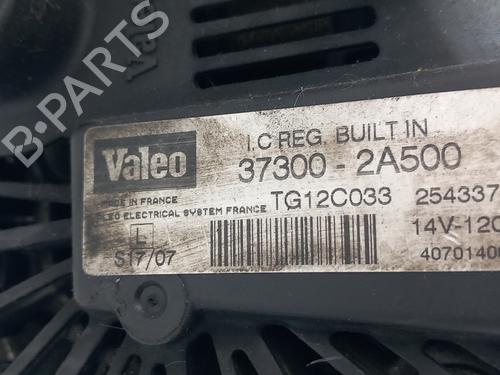 I.C REG. BUILT IN
Valeo
37300 - 2A500
MADE IN FRANCE
TG12C033 254337
VALEO ELECTRICAL SYSTEM FRANCE
14V-120
L
S17/07
4070140
B-PARTS